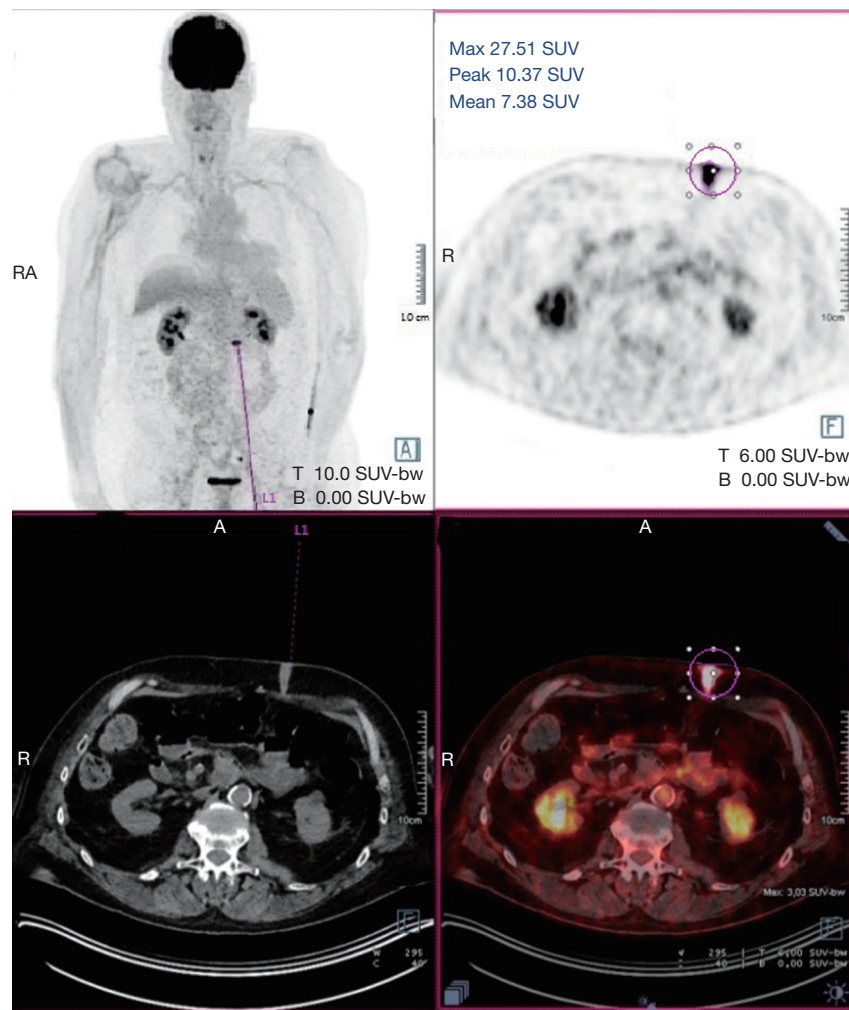 Max 27.51 SUV
Peak 10.37 SUV
Mean 7.38 SUV
RA
10 cm
A
T 10.0 SUV-bw
B 0.00 SUV-bw
L1
R
10cm
F
T 6.00 SUV-bw
B 0.00 SUV-bw
A
L1
R
10cm
F
W 295
C 40
A
R
10cm
Max: 3,03 SUV-bw
F
295 T 6,00 SUV-bw
40 B 0,00 SUV-bw